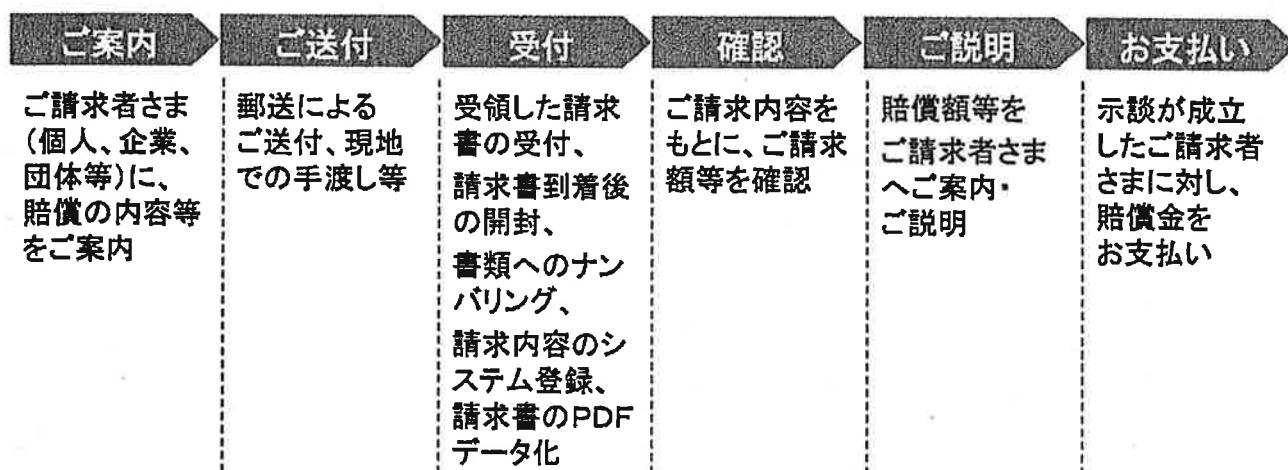 ご案内
ご送付
受付
確認
ご説明
お支払い
ご請求者さま
(個人、企業、
団体等)に、
賠償の内容等
をご案内
郵送による
ご送付、現地
での手渡し等
受領した請求
書の受付、
請求書到着後
の開封、
書類へのナン
バリング、
請求内容のシ
ステム登録、
請求書のPDF
データ化
ご請求内容を
もとに、ご請求
額等を確認
賠償額等を
ご請求者さま
へご案内・
ご説明
示談が成立
したご請求者
さまに対し、
賠償金を
お支払い